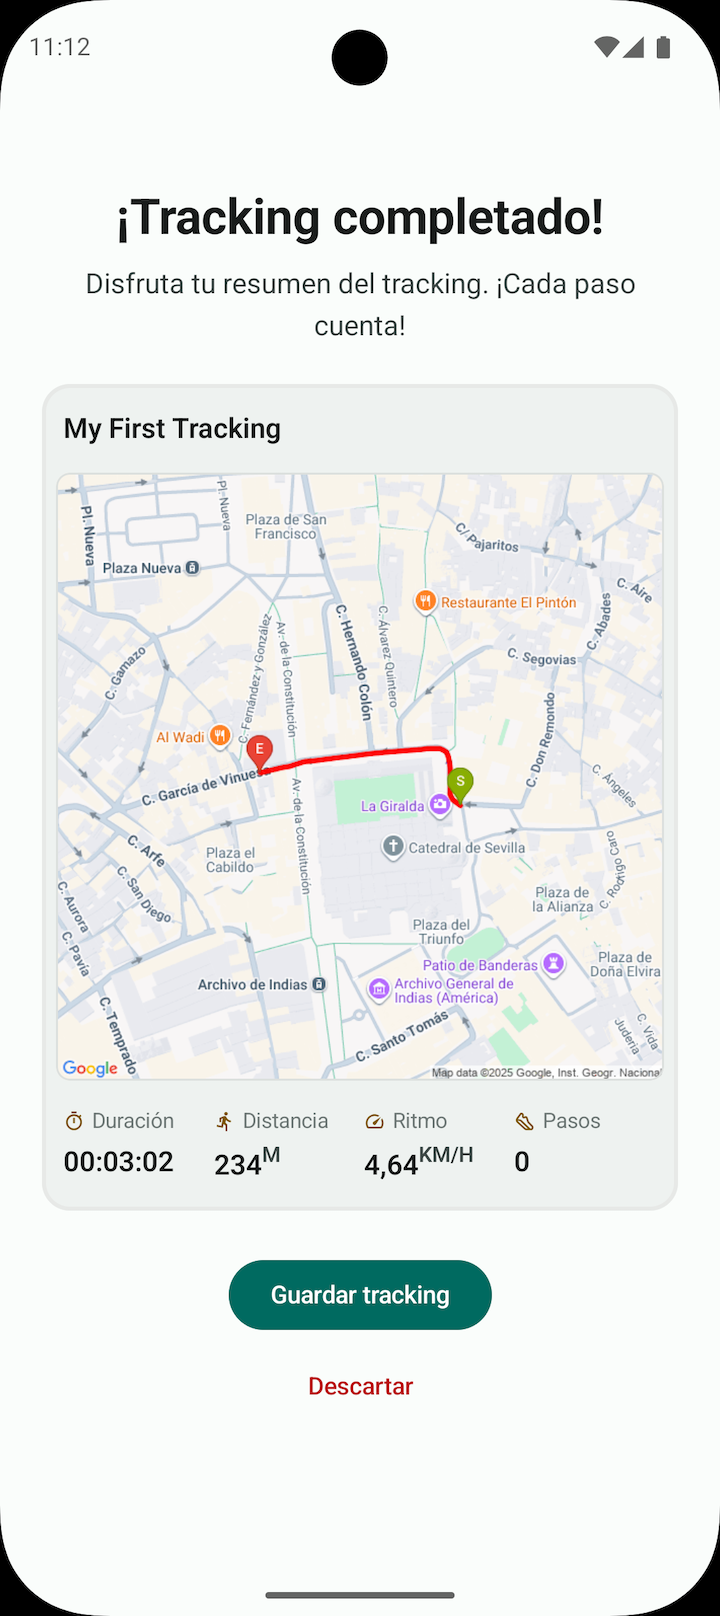 11:12
¡Tracking completado!
Disfruta tu resumen del tracking. ¡Cada paso
cuenta!
My First Tracking
Pl. Nueva
Pl. Nueva
Plaza de San
Francisco
C/ Pajaritos
Plaza Nueva
C. Aire
Restaurante El Pintón
C. Abades
C. Gamazo
C. Fernández y González
Av. de la Constitución
C. Hernando Colón
C. Álvarez Quintero
C. Segovias
Al Wadi
E
C. Don Remondo
C. García de Vinues
S
C. Ángeles
Av. de la Constitución
La Giralda
C. Arfe
Plaza el
Cabildo
Catedral de Sevilla
C. Rodrigo Caro
C. San Diego
C. Aurora
Plaza de
la Alianza
Plaza del
Triunfo
C. Pavía
Patio de Banderas
Plaza de
Doña Elvira
Archivo de Indias
Archivo General de
Indias (América)
C. Temprado
C. Santo Tomás
C. Vida
Judería
Google
Map data ©2025 Google, Inst. Geogr. Nacional
Duración
Distancia
Ritmo
Pasos
00:03:02
234M
4,64KM/H
0
Guardar tracking
Descartar